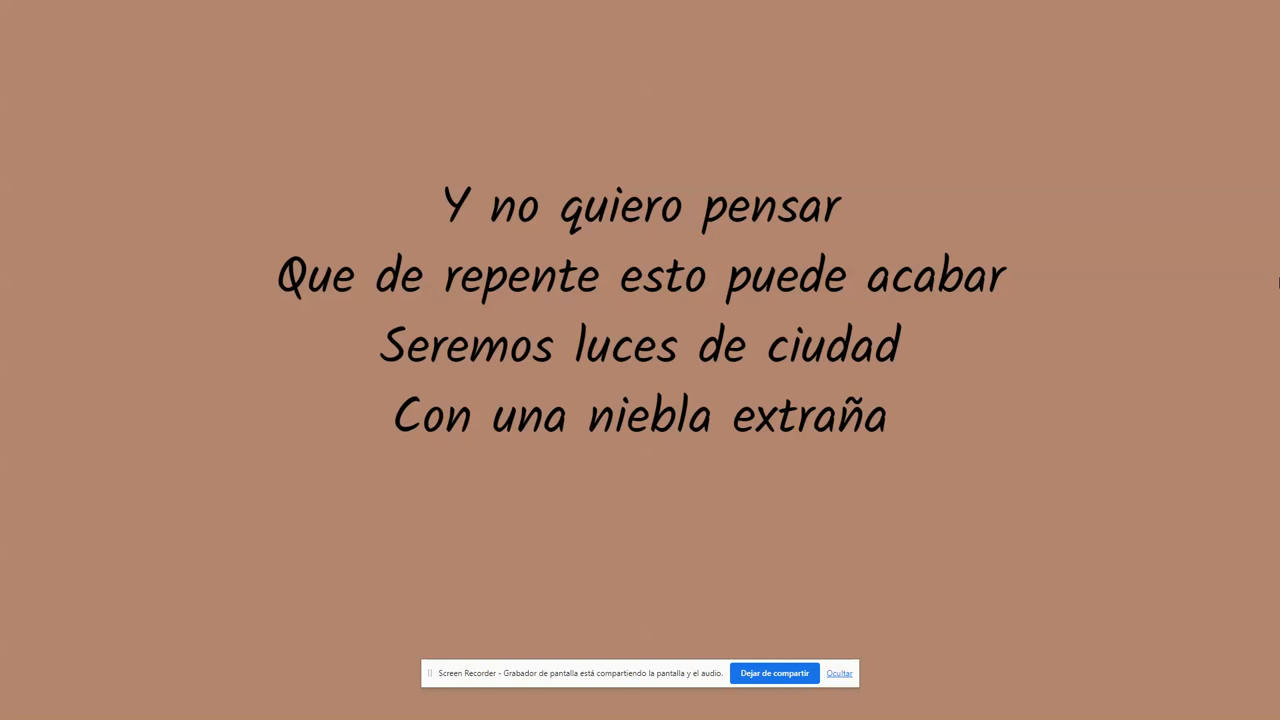 Y no quiero pensar
Que de repente esto puede acabar
Seremos luces de ciudad
Con una niebla extraña
Screen Recorder - Grabador de pantalla está compartiendo la pantalla y el audio. Dejar de compartir Ocultar